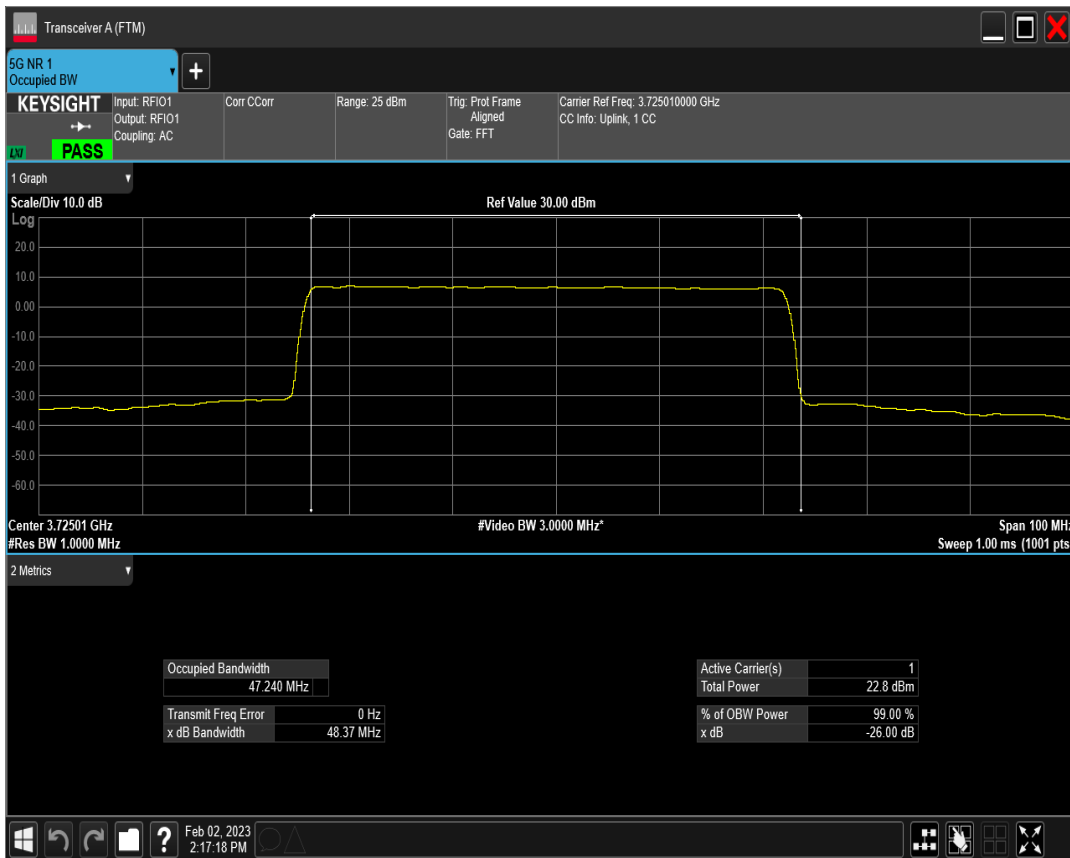 Transceiver A (FTM)
5G NR 1
Occupied BW
+
KEYSIGHT
LXI
PASS
Input: RFIO1
Output: RFIO1
Coupling: AC
Corr CCorr
Range: 25 dBm
Trig: Prot Frame
Aligned
Gate: FFT
Carrier Ref Freq: 3.725010000 GHz
CC Info: Uplink, 1 CC
1 Graph
Scale/Div 10.0 dB
Ref Value 30.00 dBm
Log
20.0
10.0
0.00
-10.0
-20.0
-30.0
-40.0
-50.0
-60.0
Center 3.72501 GHz
#Video BW 3.0000 MHz*
Span 100 MHz
#Res BW 1.0000 MHz
Sweep 1.00 ms (1001 pts
2 Metrics
Occupied Bandwidth
47.240 MHz
Transmit Freq Error 0 Hz
x dB Bandwidth 48.37 MHz
Active Carrier(s) 1
Total Power 22.8 dBm
% of OBW Power 99.00 %
x dB -26.00 dB
?
Feb 02, 2023
2:17:18 PM